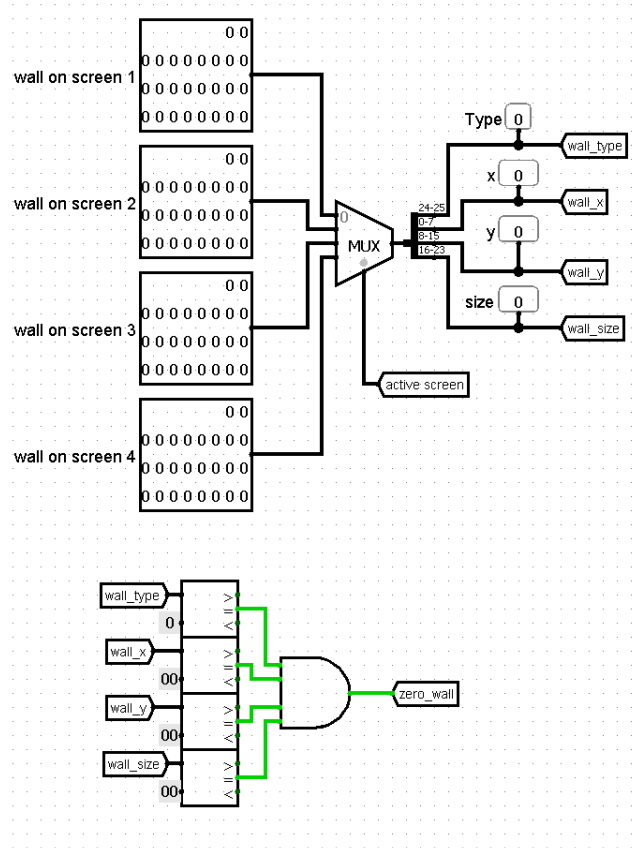 wall on screen 1
0 0
0 0 0 0 0 0 0 0
0 0 0 0 0 0 0 0
0 0 0 0 0 0 0 0
wall on screen 2
0 0
0 0 0 0 0 0 0 0
0 0 0 0 0 0 0 0
0 0 0 0 0 0 0 0
wall on screen 3
0 0
0 0 0 0 0 0 0 0
0 0 0 0 0 0 0 0
0 0 0 0 0 0 0 0
wall on screen 4
0 0
0 0 0 0 0 0 0 0
0 0 0 0 0 0 0 0
0 0 0 0 0 0 0 0
0
MUX
active screen
24-25
0-7
8-15
16-23
Type 0
wall_type
x 0
wall_x
y 0
wall_y
size 0
wall_size
wall_type
0
>
=
<
wall_x
00
>
=
<
wall_y
00
>
=
<
wall_size
00
>
=
<
zero_wall